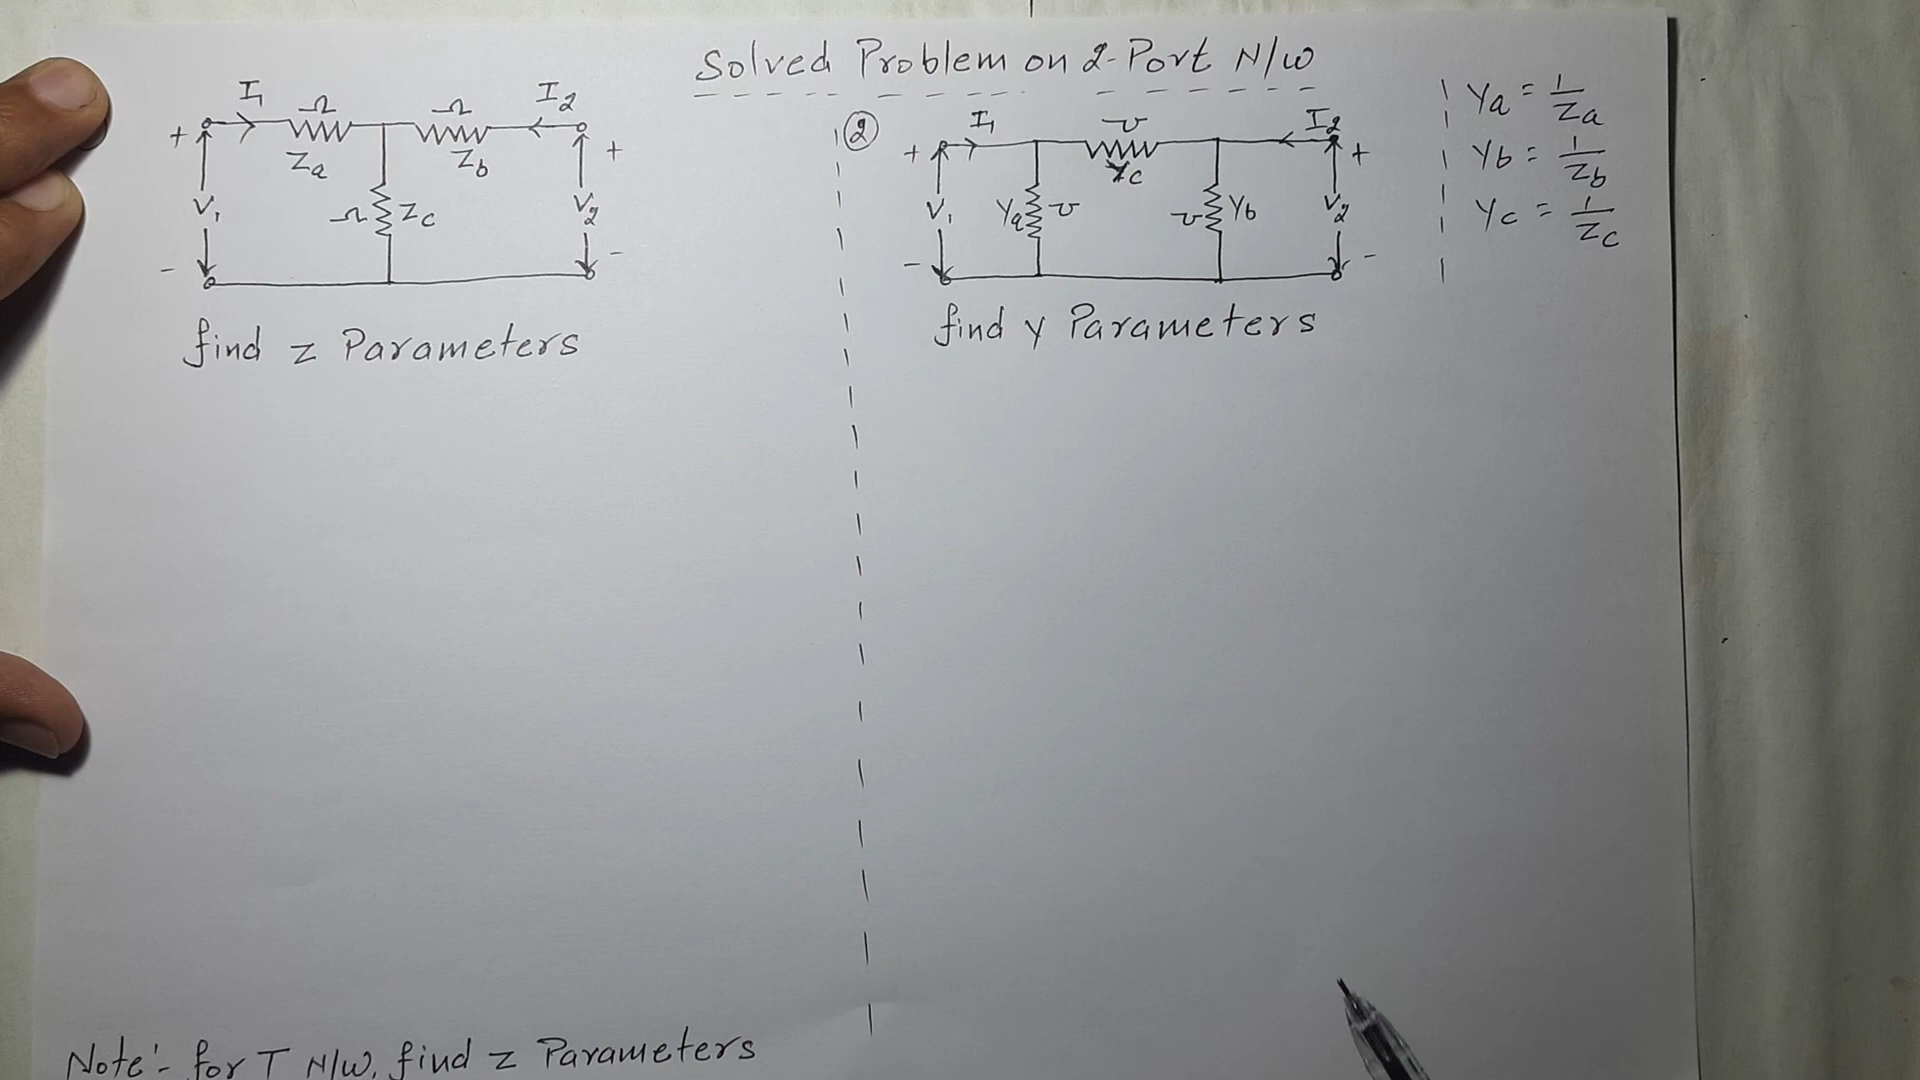 Solved Problem on 2-Port N/W
I1 Ω Ω I2
+ Za Zb +
V1 Ω Zc V2
- -
find z Parameters
② I1 ℧ I2
+ Yc +
V1 Ya ℧ ℧ Yb V2
- -
find y Parameters
Ya = 1/Za
Yb = 1/Zb
Yc = 1/Zc
Note:- for T N/W, find z Parameters